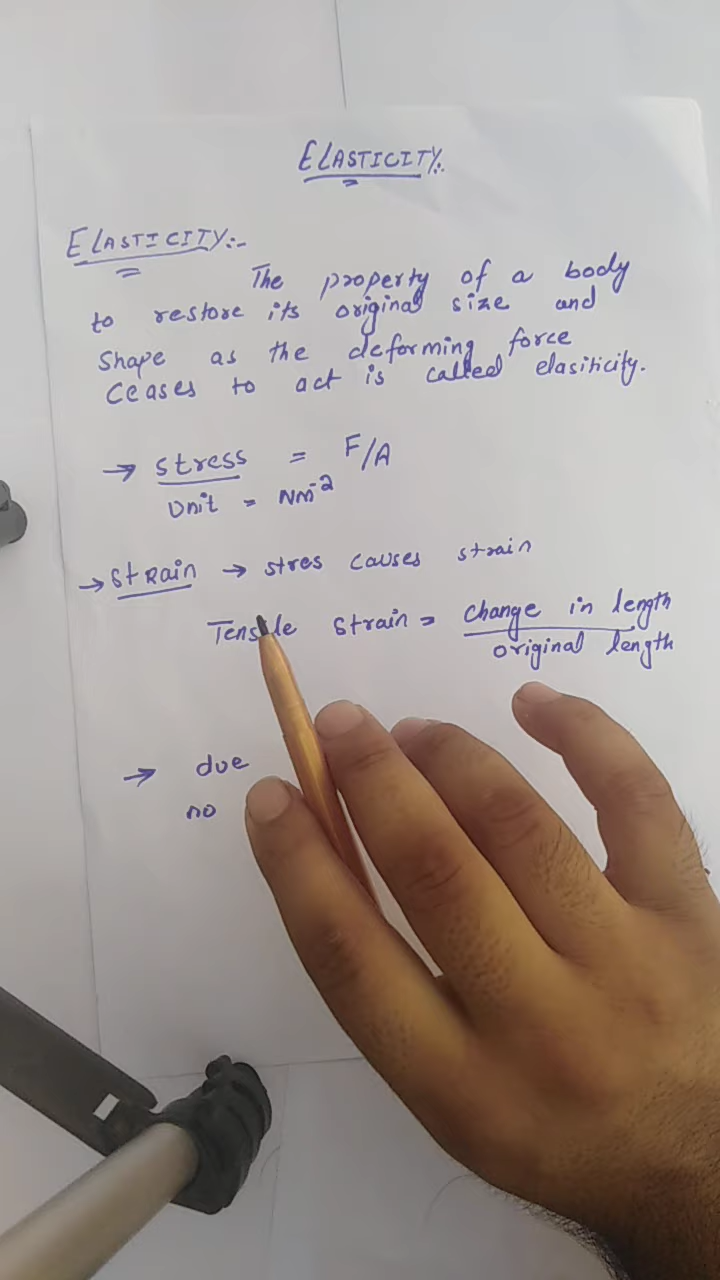 ELASTICITY:.
ELASTICITY:-
The property of a body
to restore its original size and
shape as the deforming force
ceases to act is called elasiticity.
→ stress = F/A
Unit = Nm⁻²
→ strain → stres causes strain
Tensile strain = change in length
original length
→ due
no